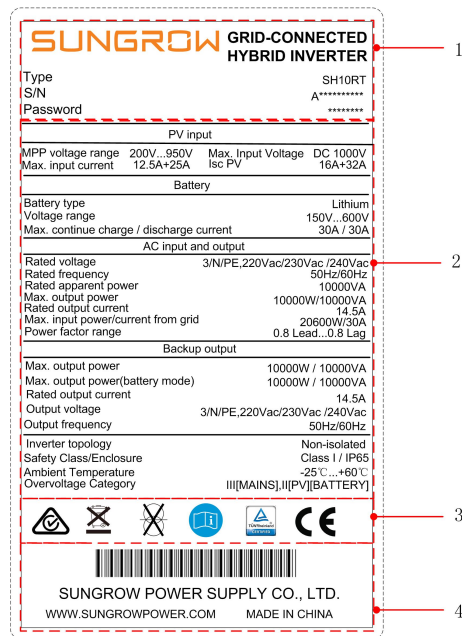 SUNGROW GRID-CONNECTED
HYBRID INVERTER
1
Type SH10RT
S/N A**********
Password ********
PV input
MPP voltage range 200V...950V Max. Input Voltage DC 1000V
Max. input current 12.5A+25A Isc PV 16A+32A
Battery
Battery type Lithium
Voltage range 150V...600V
Max. continue charge / discharge current 30A / 30A
AC input and output
Rated voltage 3/N/PE,220Vac/230Vac /240Vac
2
Rated frequency 50Hz/60Hz
Rated apparent power 10000VA
Max. output power 10000W/10000VA
Rated output current 14.5A
Max. input power/current from grid 20600W/30A
Power factor range 0.8 Lead...0.8 Lag
Backup output
Max. output power 10000W / 10000VA
Max. output power(battery mode) 10000W / 10000VA
Rated output current 14.5A
Output voltage 3/N/PE,220Vac/230Vac /240Vac
Output frequency 50Hz/60Hz
Inverter topology Non-isolated
Safety Class/Enclosure Class I / IP65
Ambient Temperature -25℃...+60℃
Overvoltage Category III[MAINS],II[PV][BATTERY]
TÜVRheinland
CE
3
SUNGROW POWER SUPPLY CO., LTD.
WWW.SUNGROWPOWER.COM MADE IN CHINA
4